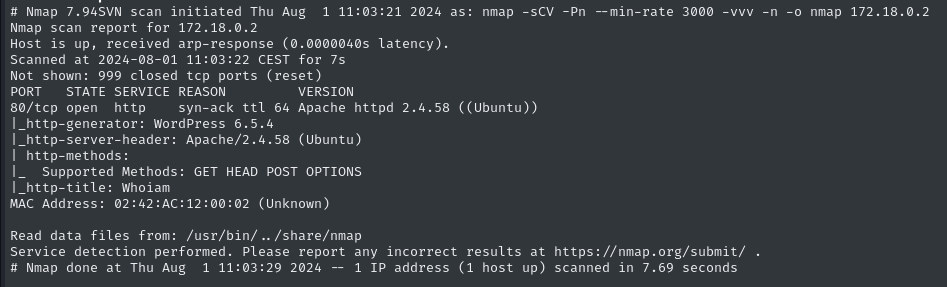 # Nmap 7.94SVN scan initiated Thu Aug  1 11:03:21 2024 as: nmap -sCV -Pn --min-rate 3000 -vvv -n -o nmap 172.18.0.2
Nmap scan report for 172.18.0.2
Host is up, received arp-response (0.0000040s latency).
Scanned at 2024-08-01 11:03:22 CEST for 7s
Not shown: 999 closed tcp ports (reset)
PORT   STATE SERVICE REASON         VERSION
80/tcp open  http    syn-ack ttl 64 Apache httpd 2.4.58 ((Ubuntu))
|_http-generator: WordPress 6.5.4
|_http-server-header: Apache/2.4.58 (Ubuntu)
| http-methods:
|_  Supported Methods: GET HEAD POST OPTIONS
|_http-title: Whoiam
MAC Address: 02:42:AC:12:00:02 (Unknown)

Read data files from: /usr/bin/../share/nmap
Service detection performed. Please report any incorrect results at https://nmap.org/submit/ .
# Nmap done at Thu Aug  1 11:03:29 2024 -- 1 IP address (1 host up) scanned in 7.69 seconds